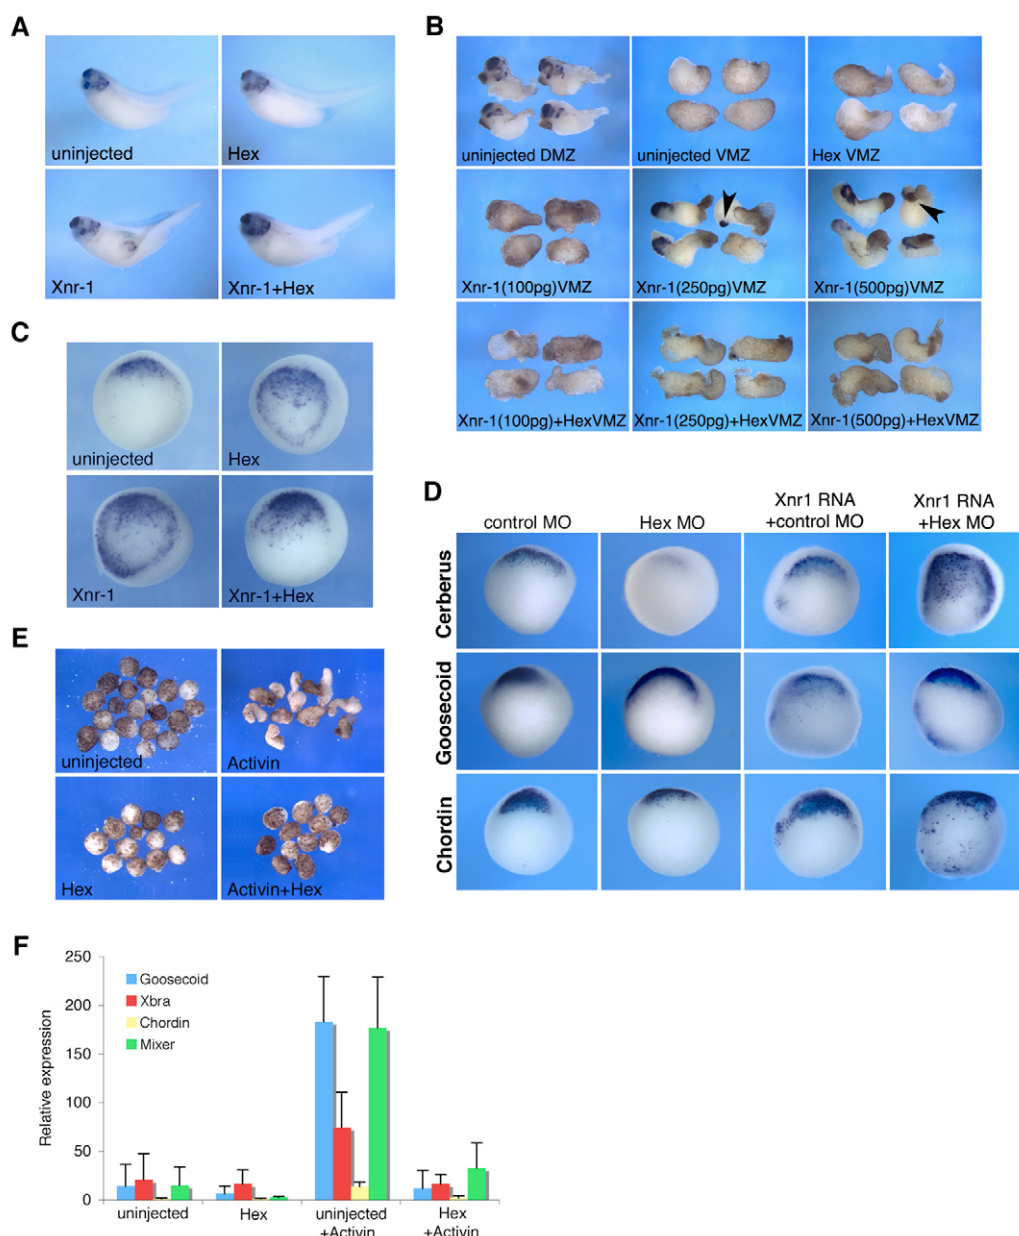 A
uninjected
Hex
Xnr-1
Xnr-1+Hex
B
uninjected DMZ
uninjected VMZ
Hex VMZ
Xnr-1(100pg)VMZ
Xnr-1(250pg)VMZ
Xnr-1(500pg)VMZ
Xnr-1(100pg)+HexVMZ
Xnr-1(250pg)+HexVMZ
Xnr-1(500pg)+HexVMZ
C
uninjected
Hex
Xnr-1
Xnr-1+Hex
D
control MO
Hex MO
Xnr1 RNA
+control MO
Xnr1 RNA
+Hex MO
Cerberus
Goosecoid
Chordin
E
uninjected
Activin
Hex
Activin+Hex
F
Relative expression
250
200
150
100
50
0
Goosecoid
Xbra
Chordin
Mixer
uninjected
Hex
uninjected
+Activin
Hex
+Activin